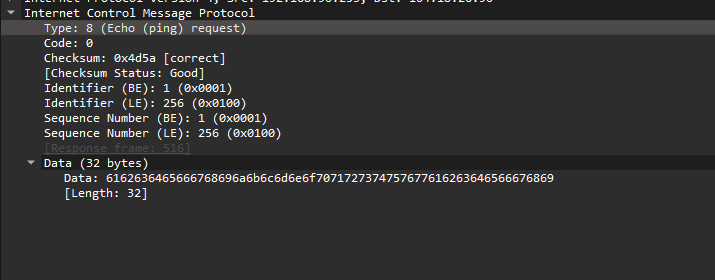 Internet Control Message Protocol
Type: 8 (Echo (ping) request)
Code: 0
Checksum: 0x4d5a [correct]
[Checksum Status: Good]
Identifier (BE): 1 (0x0001)
Identifier (LE): 256 (0x0100)
Sequence Number (BE): 1 (0x0001)
Sequence Number (LE): 256 (0x0100)
[Response frame: 516]
Data (32 bytes)
Data: 6162636465666768696a6b6c6d6e6f7071727374757677616263646566676869
[Length: 32]